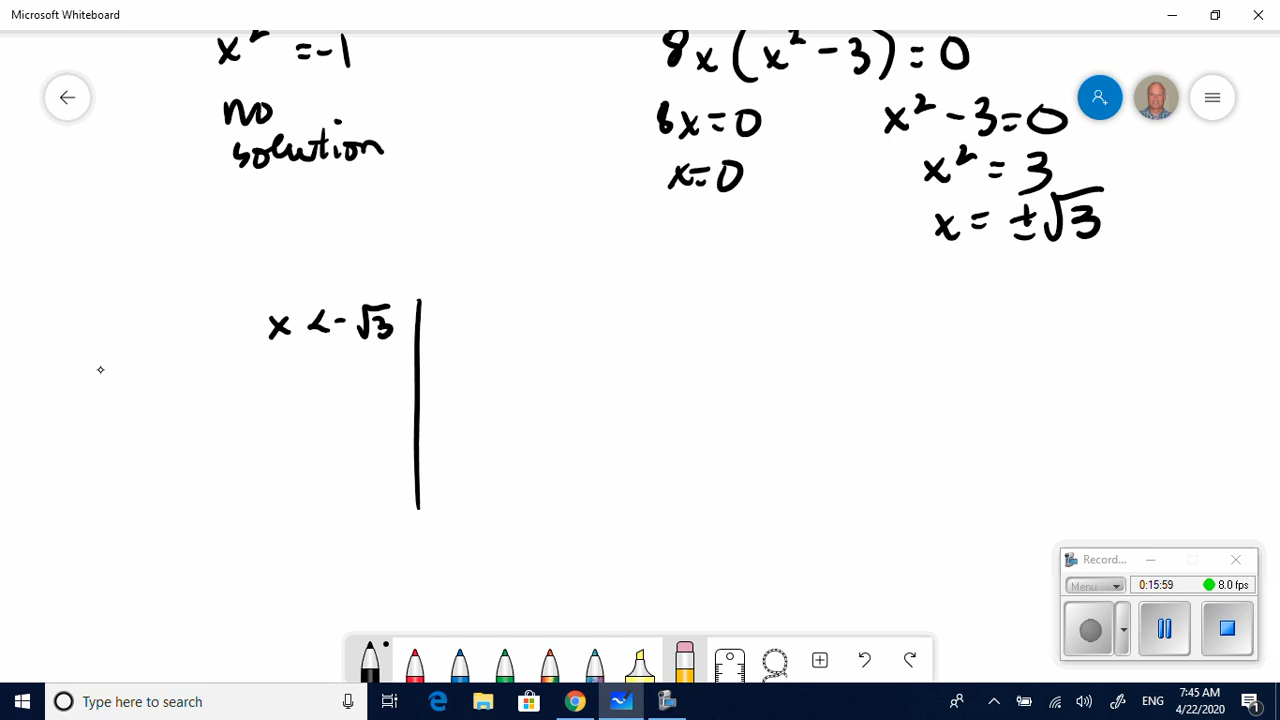 Microsoft Whiteboard
x² = -1
8x(x² - 3) = 0
no
solution
8x = 0
x² - 3 = 0
x = 0
x² = 3
x = ±√3
x < -√3
Record...
Menu
0:15:59
8.0 fps
Type here to search
ENG
7:45 AM
4/22/2020
1